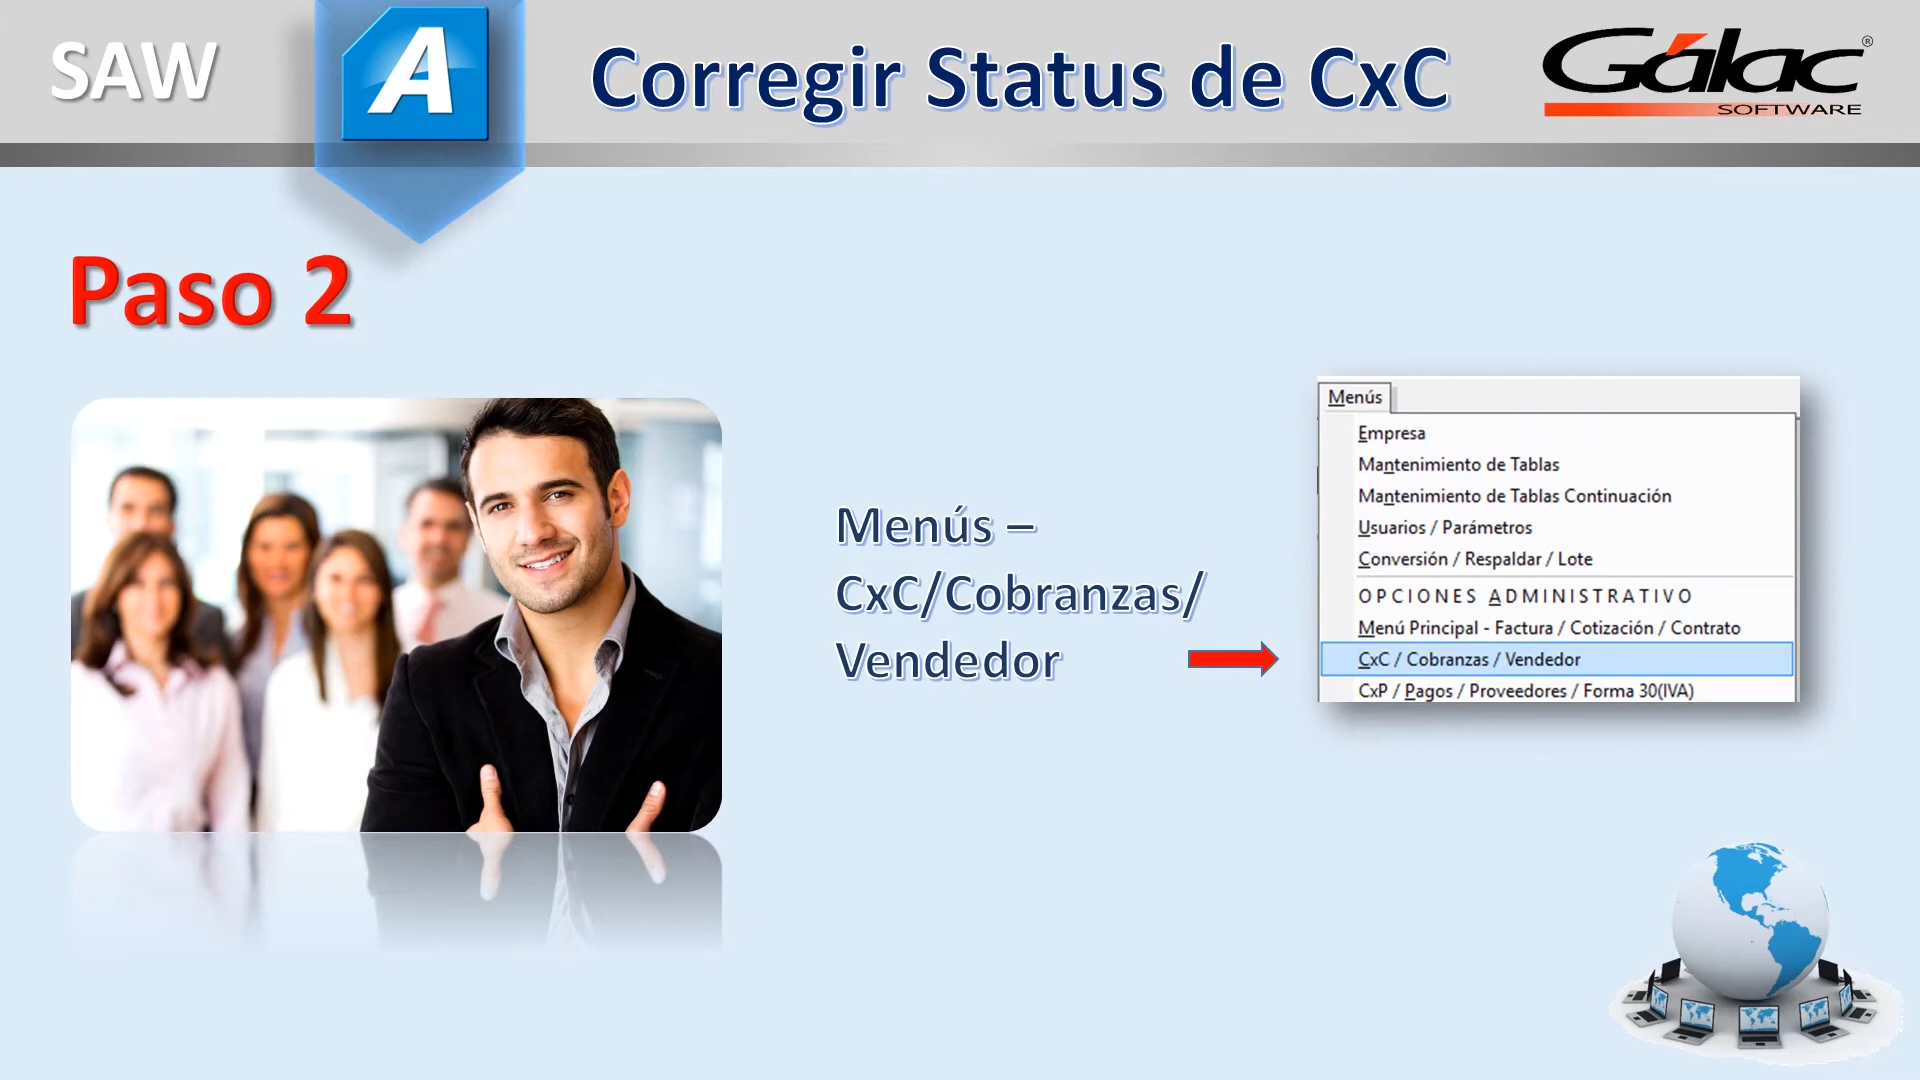 SAW
A
Corregir Status de CxC
Gálac®
SOFTWARE
Paso 2
Menús –
CxC/Cobranzas/
Vendedor
Menús
Empresa
Mantenimiento de Tablas
Mantenimiento de Tablas Continuación
Usuarios / Parámetros
Conversión / Respaldar / Lote
OPCIONES ADMINISTRATIVO
Menú Principal - Factura / Cotización / Contrato
CxC / Cobranzas / Vendedor
CxP / Pagos / Proveedores / Forma 30(IVA)